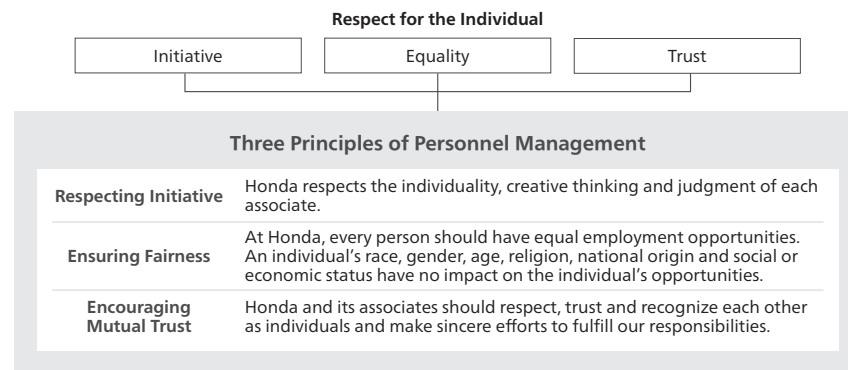 Respect for the Individual
Initiative
Equality
Trust
Three Principles of Personnel Management
Respecting Initiative
Honda respects the individuality, creative thinking and judgment of each
associate.
Ensuring Fairness
At Honda, every person should have equal employment opportunities.
An individual’s race, gender, age, religion, national origin and social or
economic status have no impact on the individual’s opportunities.
Encouraging
Mutual Trust
Honda and its associates should respect, trust and recognize each other
as individuals and make sincere efforts to fulfill our responsibilities.